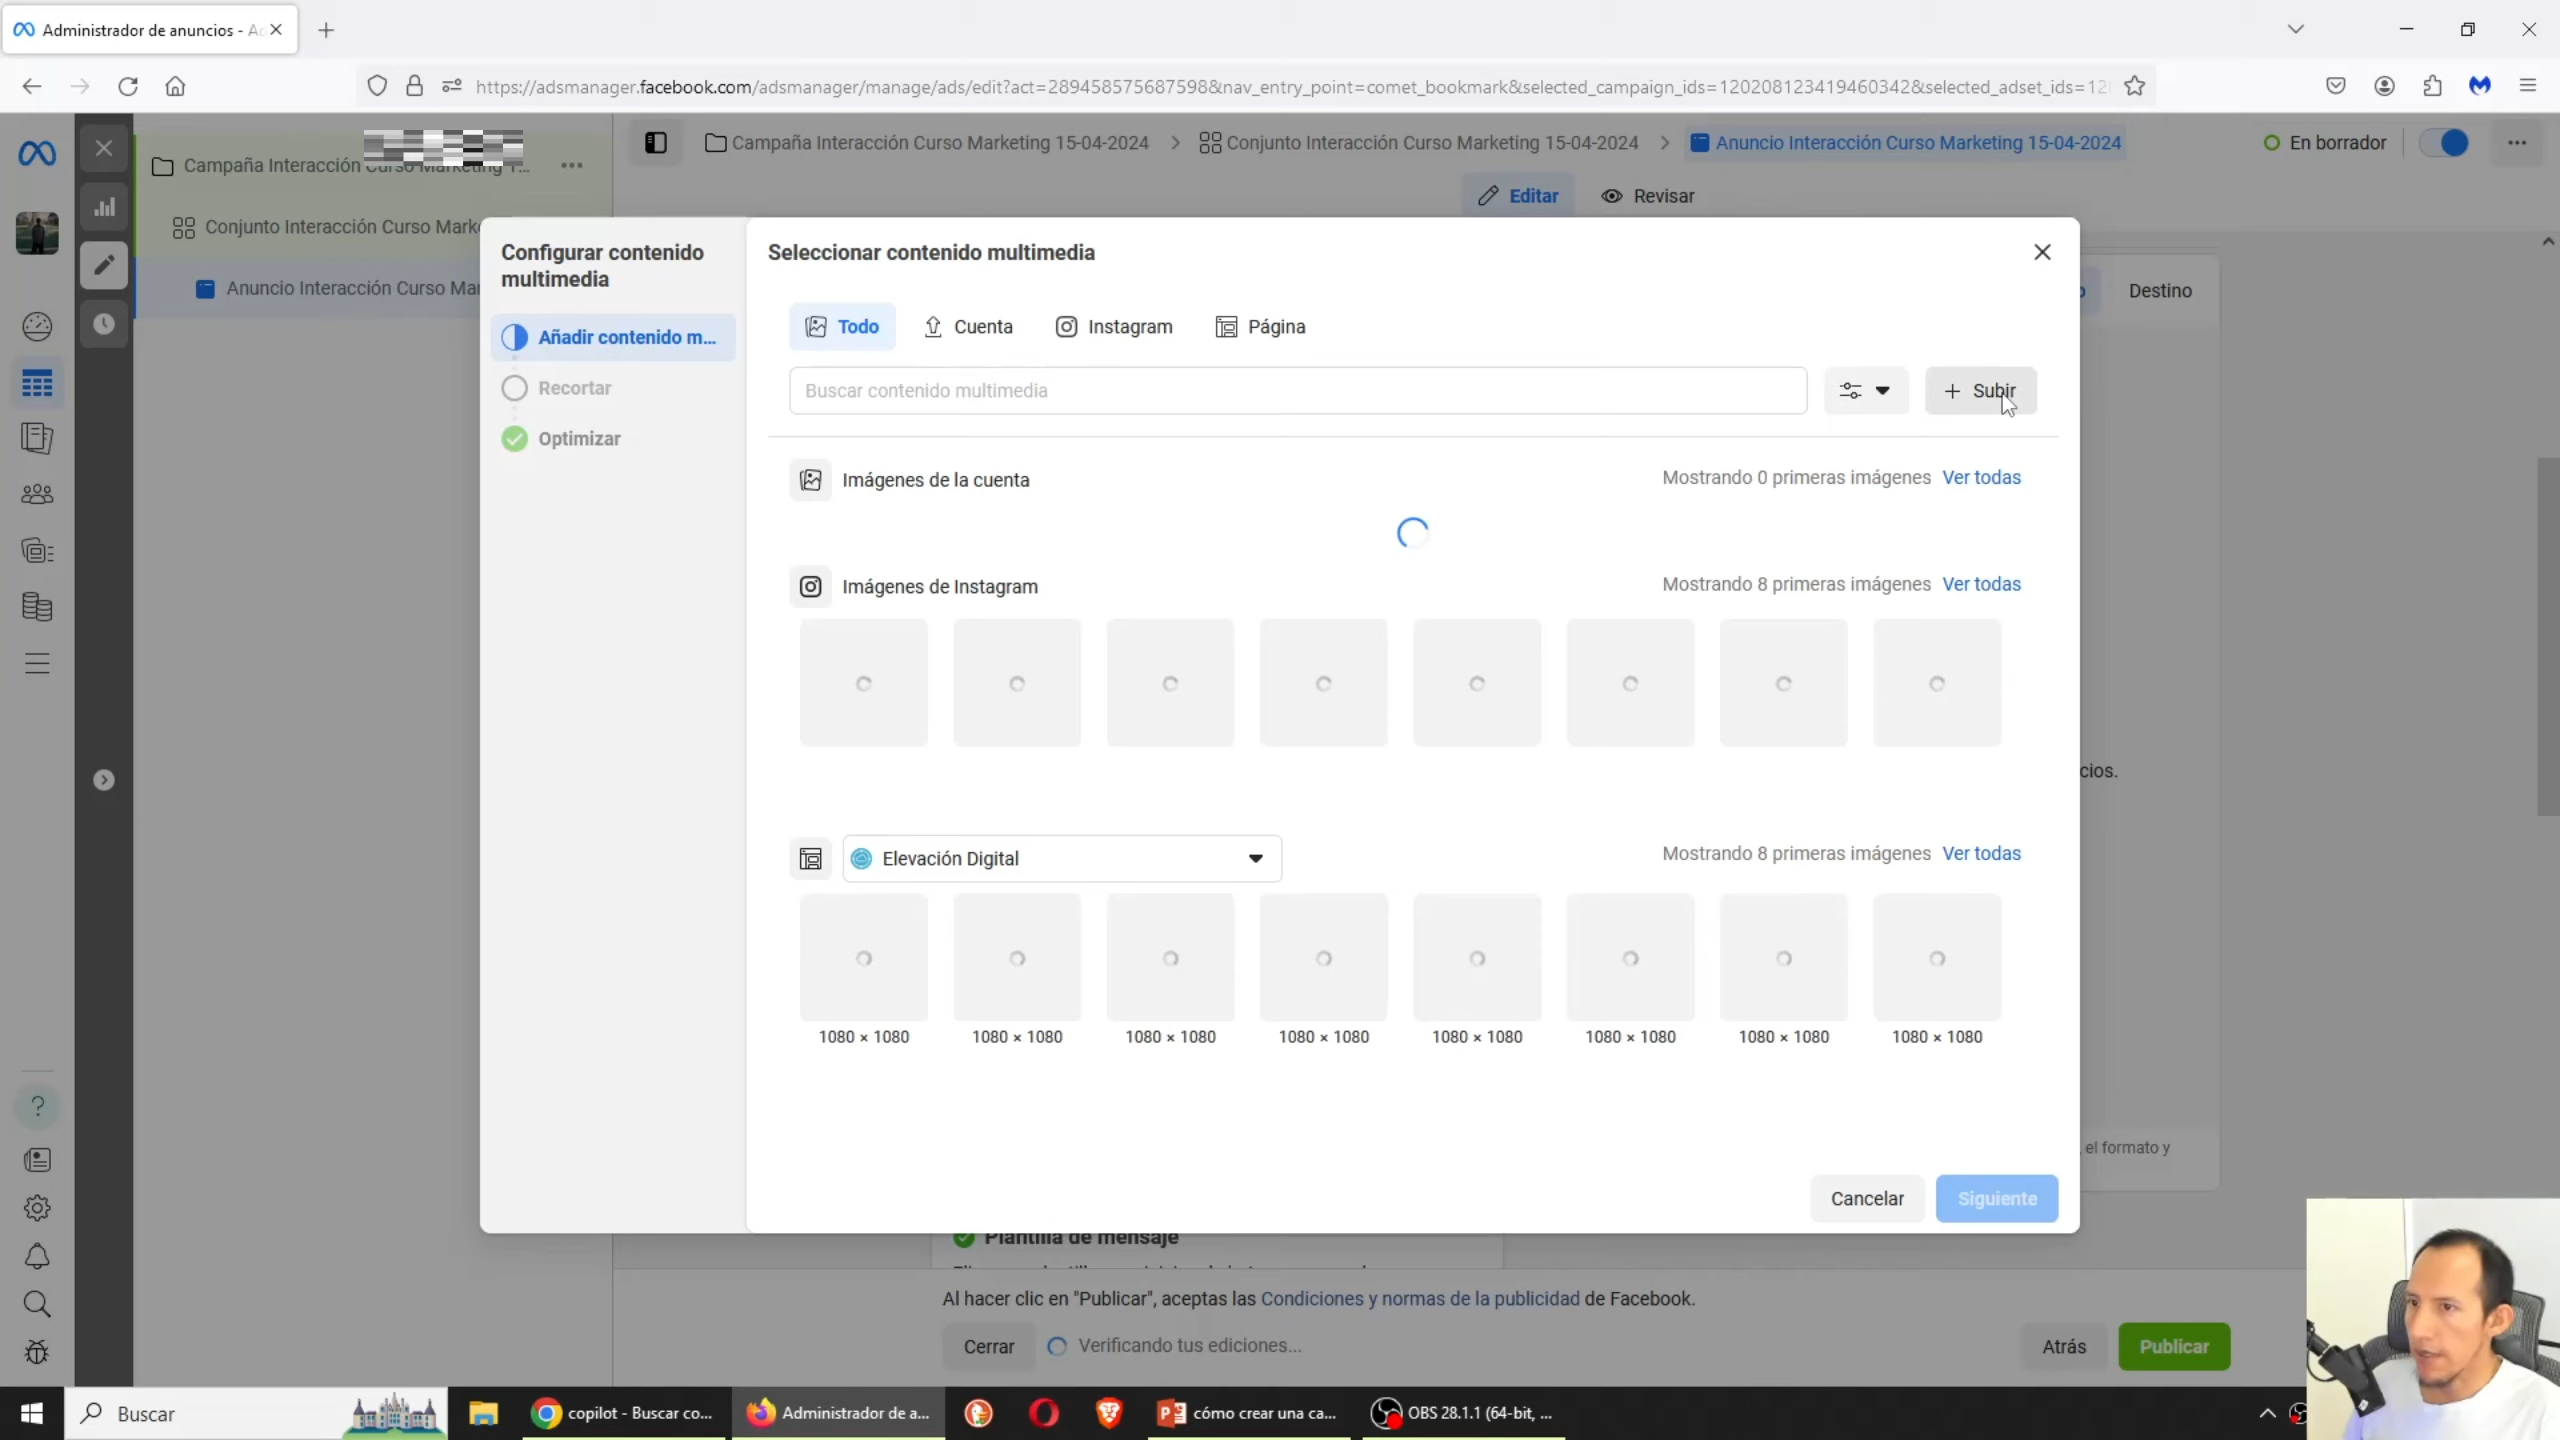 Administrador de anuncios - Ad
https://adsmanager.facebook.com/adsmanager/manage/ads/edit?act=289458575687598&nav_entry_point=comet_bookmark&selected_campaign_ids=120208123419460342&selected_adset_ids=12
Campaña Interacción Curso Marketing 1...
Conjunto Interacción Curso Marke
Anuncio Interacción Curso Mar
Campaña Interacción Curso Marketing 15-04-2024
Conjunto Interacción Curso Marketing 15-04-2024
Anuncio Interacción Curso Marketing 15-04-2024
En borrador
Editar
Revisar
Destino
Configurar contenido
multimedia
Añadir contenido m...
Recortar
Optimizar
Seleccionar contenido multimedia
Todo
Cuenta
Instagram
Página
Buscar contenido multimedia
+ Subir
Imágenes de la cuenta
Mostrando 0 primeras imágenes Ver todas
Imágenes de Instagram
Mostrando 8 primeras imágenes Ver todas
Elevación Digital
Mostrando 8 primeras imágenes Ver todas
1080 × 1080
1080 × 1080
1080 × 1080
1080 × 1080
1080 × 1080
1080 × 1080
1080 × 1080
1080 × 1080
cios.
, el formato y
Cancelar
Siguiente
Plantilla de mensaje
Al hacer clic en "Publicar", aceptas las Condiciones y normas de la publicidad de Facebook.
Cerrar
Verificando tus ediciones...
Atrás
Publicar
Buscar
copilot - Buscar co...
Administrador de a...
cómo crear una ca...
OBS 28.1.1 (64-bit, ...